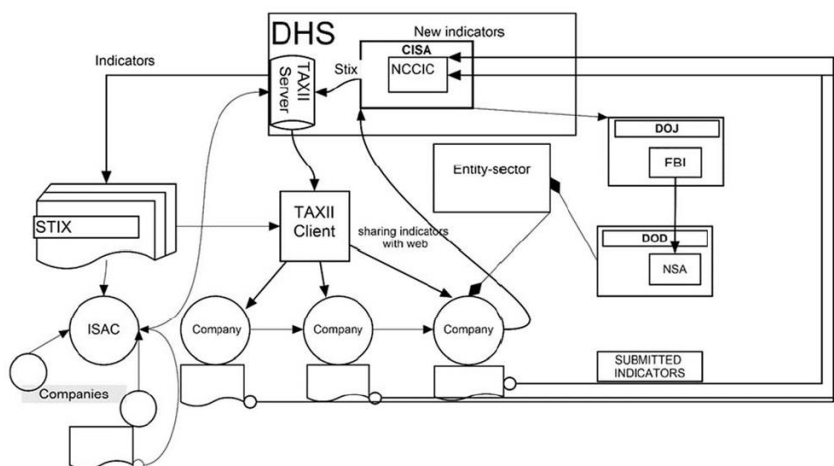 DHS
New indicators
CISA
NCCIC
Indicators
TAXII
Server
Stix
DOJ
FBI
Entity-sector
STIX
TAXII
Client
sharing indicators
with web
DOD
NSA
ISAC
Company
Company
Company
SUBMITTED
INDICATORS
Companies